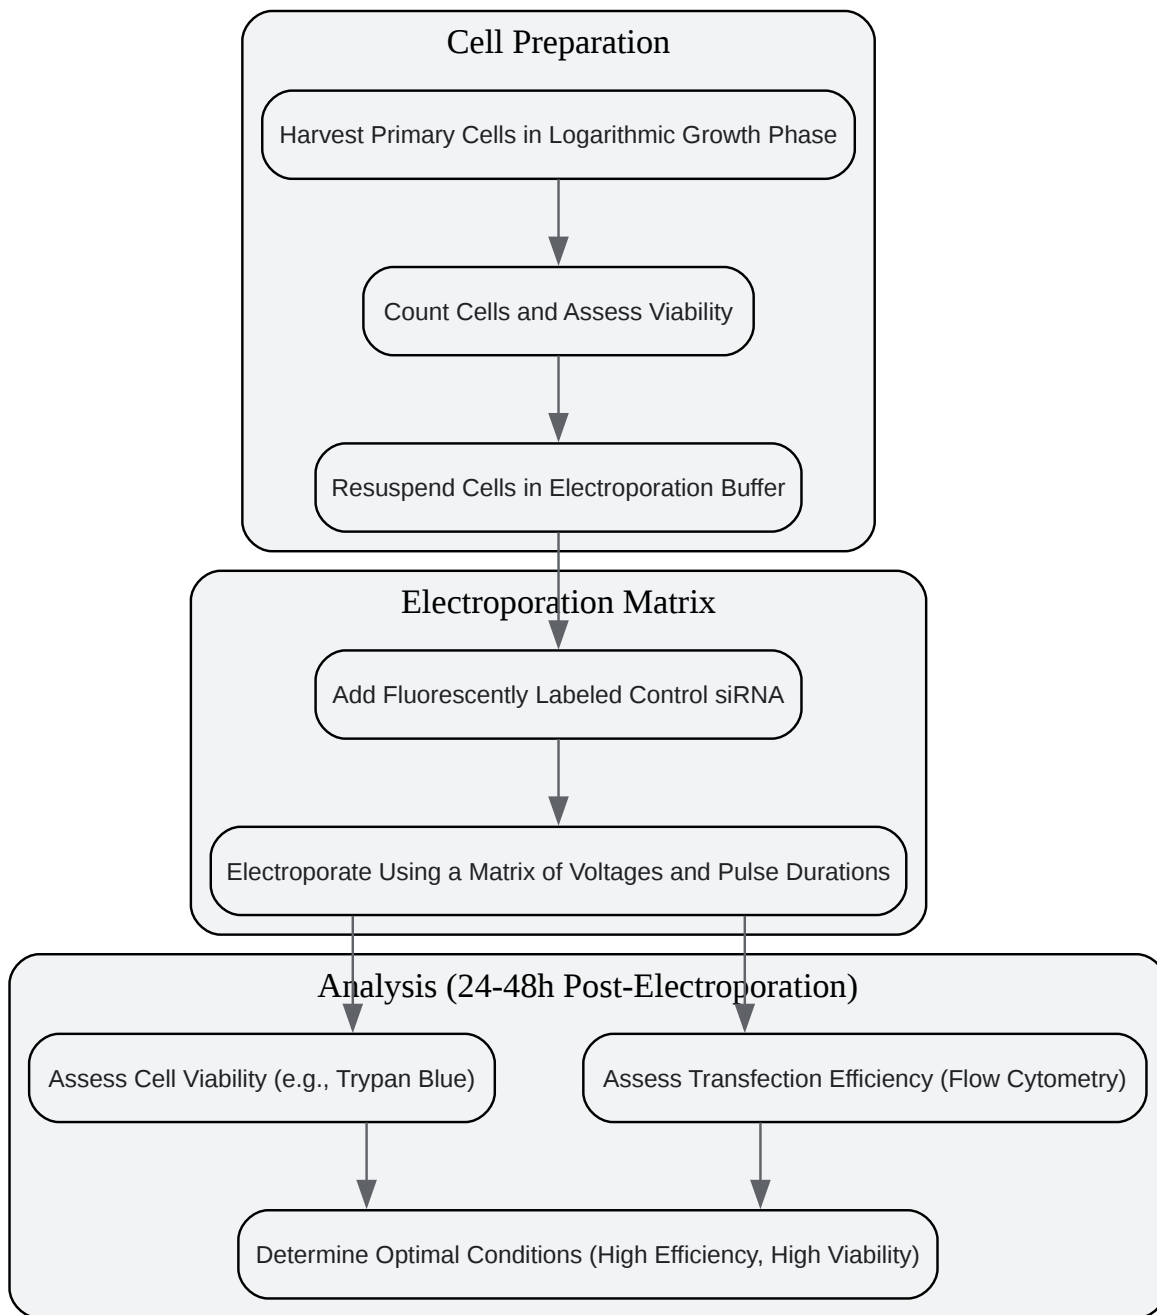 Cell Preparation
Harvest Primary Cells in Logarithmic Growth Phase
Count Cells and Assess Viability
Resuspend Cells in Electroporation Buffer
Electroporation Matrix
Add Fluorescently Labeled Control siRNA
Electroporate Using a Matrix of Voltages and Pulse Durations
Analysis (24-48h Post-Electroporation)
Assess Cell Viability (e.g., Trypan Blue)
Assess Transfection Efficiency (Flow Cytometry)
Determine Optimal Conditions (High Efficiency, High Viability)